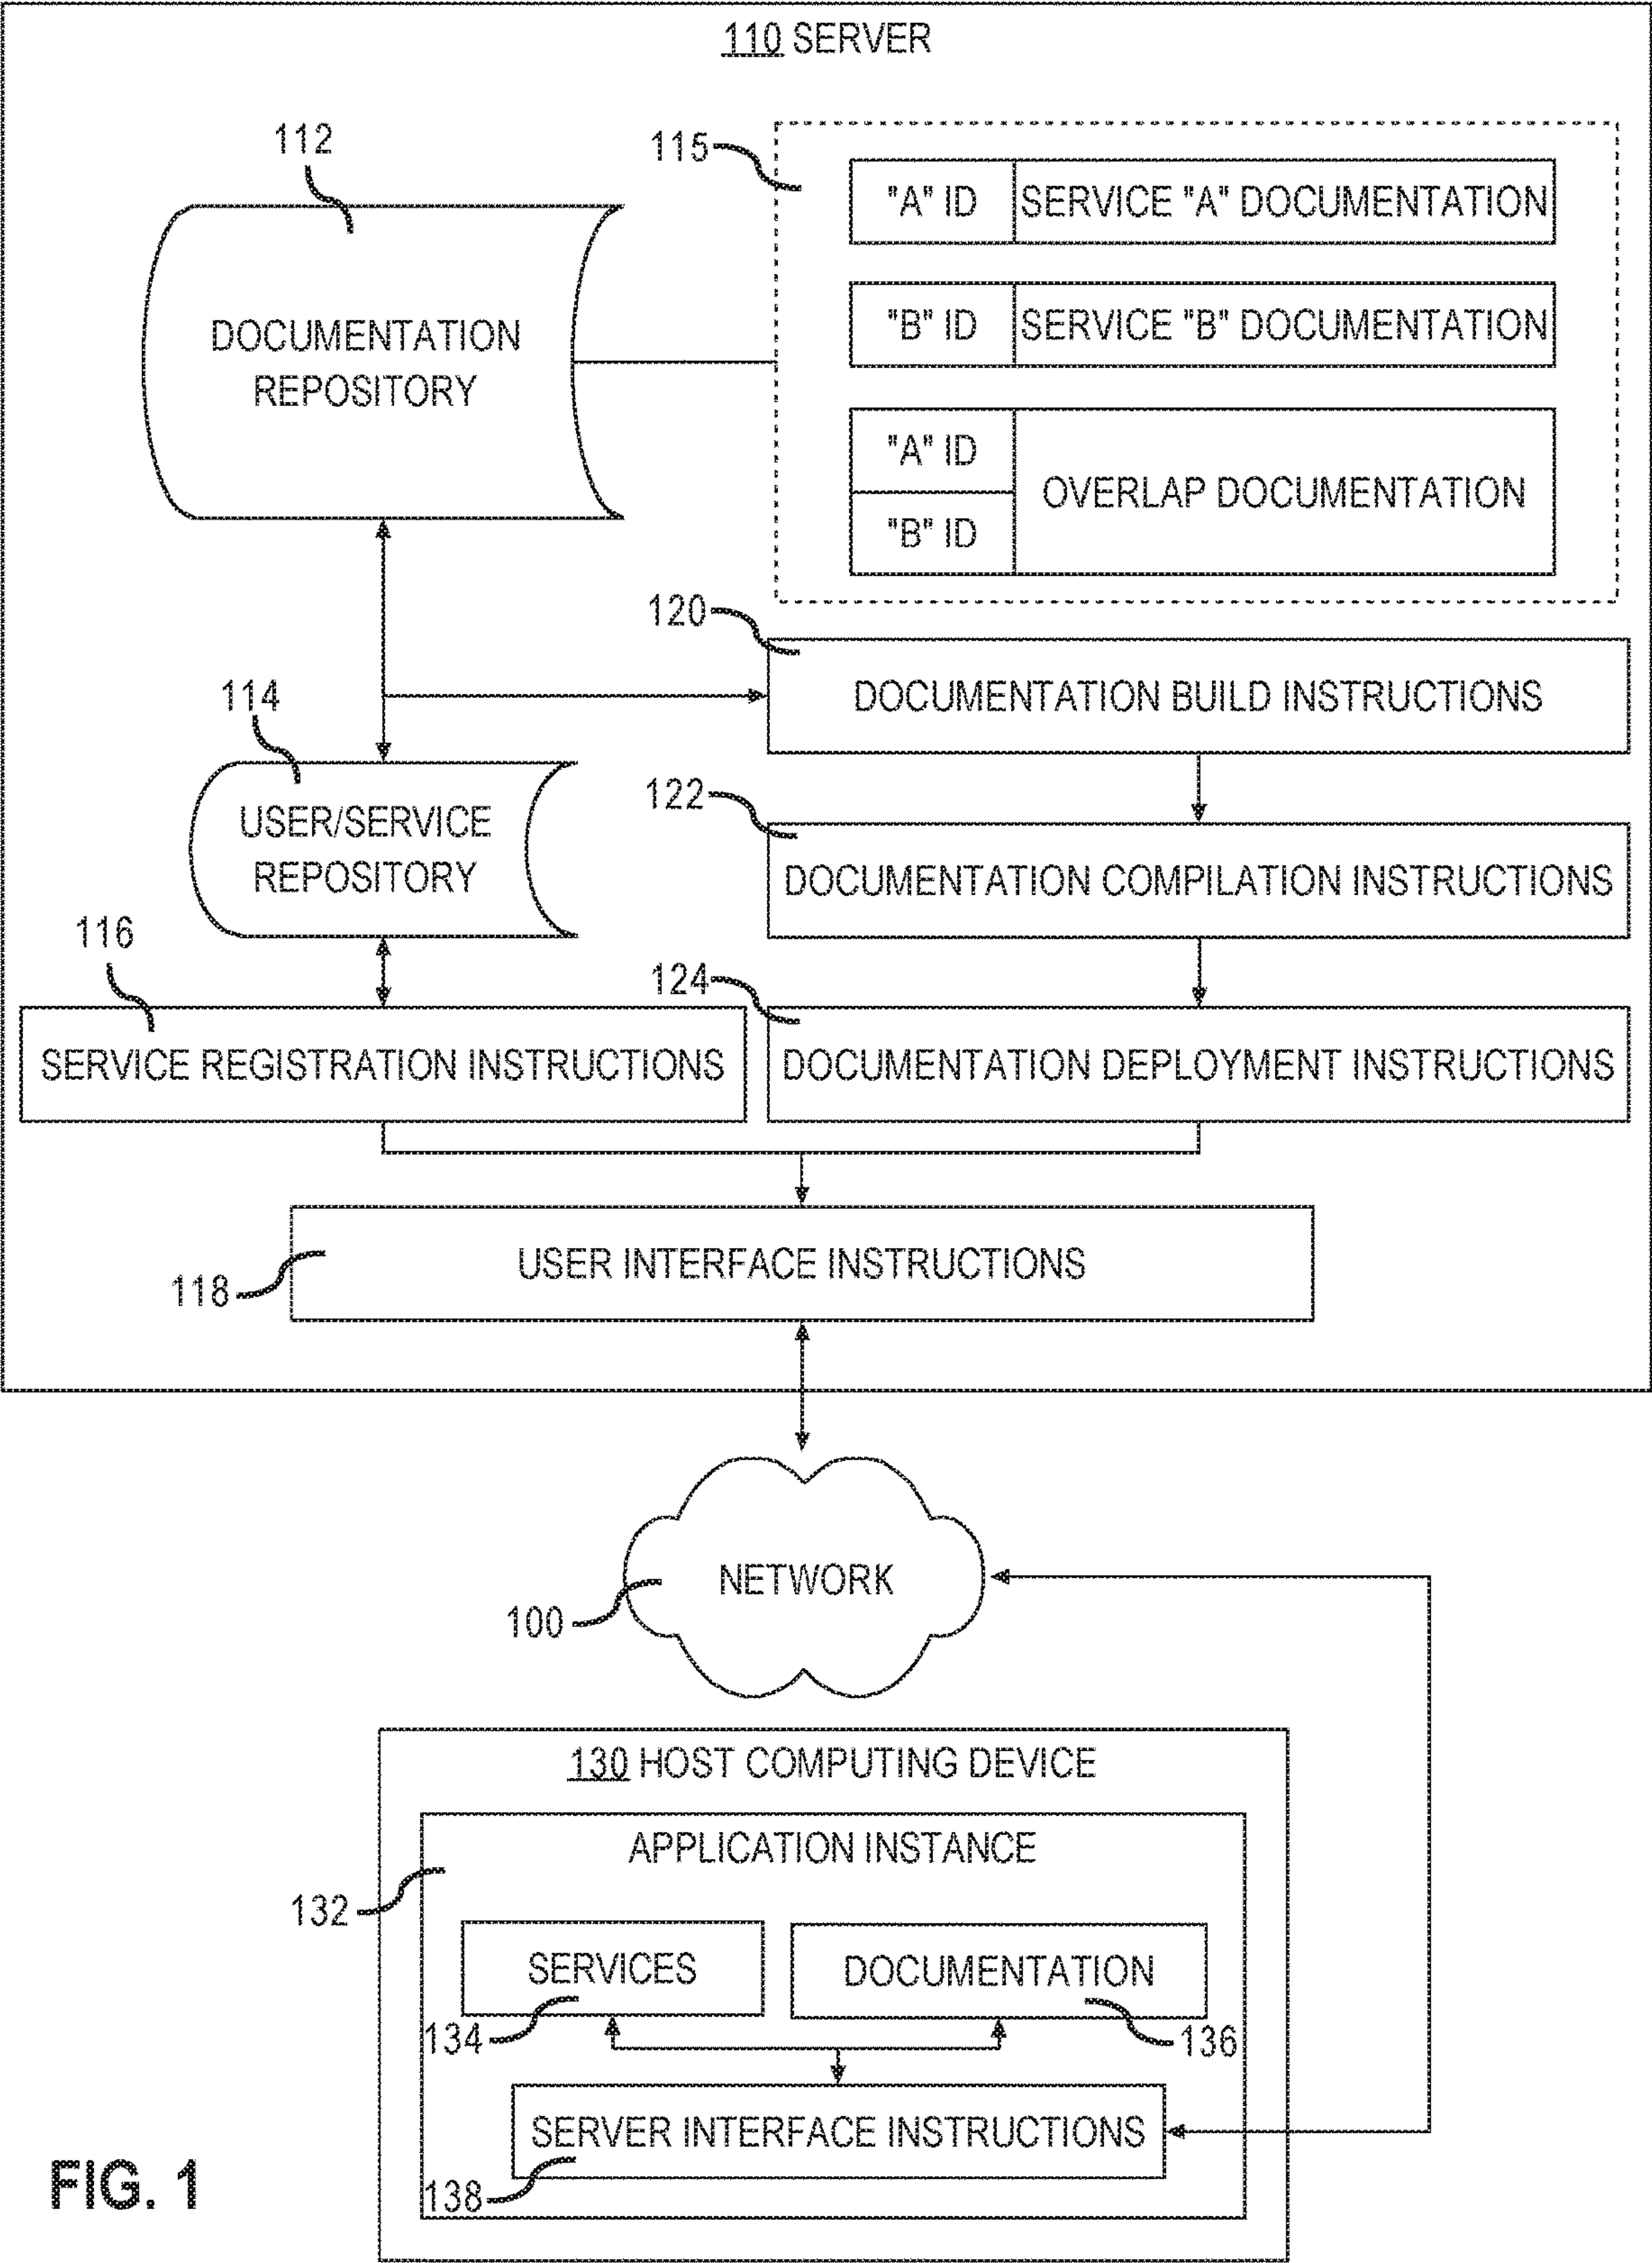 110 SERVER
112
115
"A" ID SERVICE "A" DOCUMENTATION
"B" ID SERVICE "B" DOCUMENTATION
DOCUMENTATION
REPOSITORY
"A" ID
"B" ID
OVERLAP DOCUMENTATION
120
DOCUMENTATION BUILD INSTRUCTIONS
114
USER/SERVICE
REPOSITORY
122
DOCUMENTATION COMPILATION INSTRUCTIONS
116
SERVICE REGISTRATION INSTRUCTIONS
124
DOCUMENTATION DEPLOYMENT INSTRUCTIONS
USER INTERFACE INSTRUCTIONS
118
NETWORK
100
130 HOST COMPUTING DEVICE
APPLICATION INSTANCE
132
SERVICES
134
DOCUMENTATION
136
SERVER INTERFACE INSTRUCTIONS
138
FIG. 1